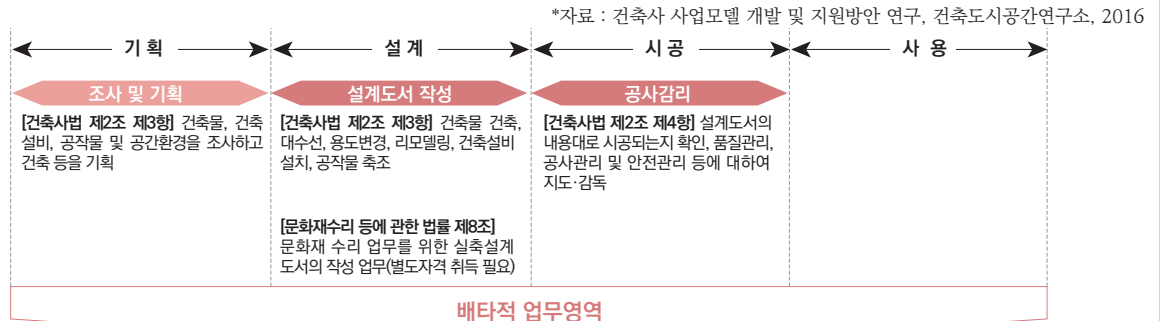 *자료 : 건축사 사업모델 개발 및 지원방안 연구, 건축도시공간연구소, 2016
기 획
설 계
시 공
사 용
조사 및 기획
설계도서 작성
공사감리
[건축사법 제2조 제3항] 건축물, 건축
설비, 공작물 및 공간환경을 조사하고
건축 등을 기획
[건축사법 제2조 제3항] 건축물 건축,
대수선, 용도변경, 리모델링, 건축설비
설치, 공작물 축조
[문화재수리 등에 관한 법률 제8조]
문화재 수리 업무를 위한 실측설계
도서의 작성 업무(별도자격 취득 필요)
[건축사법 제2조 제4항] 설계도서의
내용대로 시공되는지 확인, 품질관리,
공사관리 및 안전관리 등에 대하여
지도·감독
배타적 업무영역